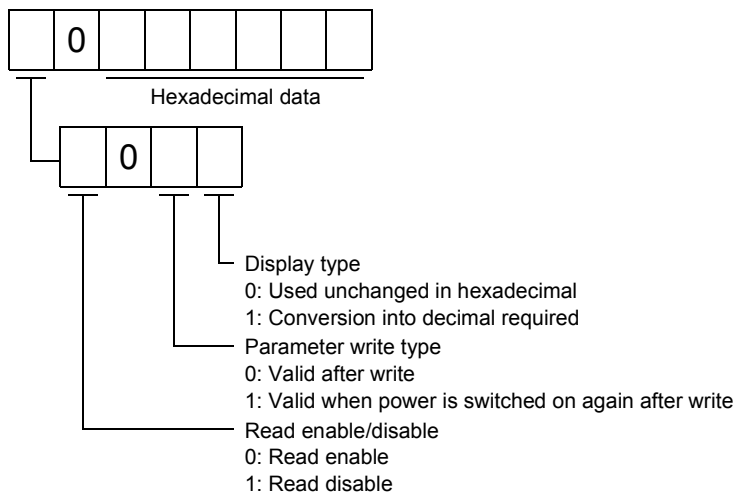 0
Hexadecimal data
0
Display type
0: Used unchanged in hexadecimal
1: Conversion into decimal required
Parameter write type
0: Valid after write
1: Valid when power is switched on again after write
Read enable/disable
0: Read enable
1: Read disable